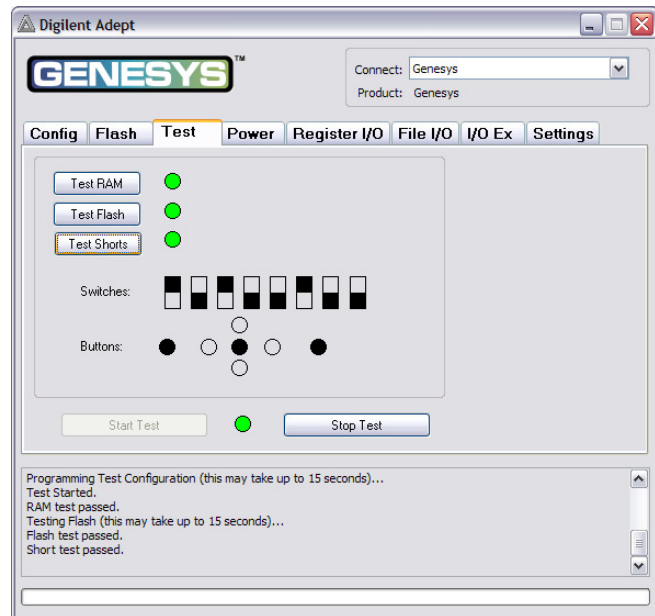 Digilent Adept
GENESYS™
Connect: Genesys
Product: Genesys
Config Flash Test Power Register I/O File I/O I/O Ex Settings
Test RAM
Test Flash
Test Shorts
Switches:
Buttons:
Start Test Stop Test
Programming Test Configuration (this may take up to 15 seconds)...
Test Started.
RAM test passed.
Testing Flash (this may take up to 15 seconds)...
Flash test passed.
Short test passed.